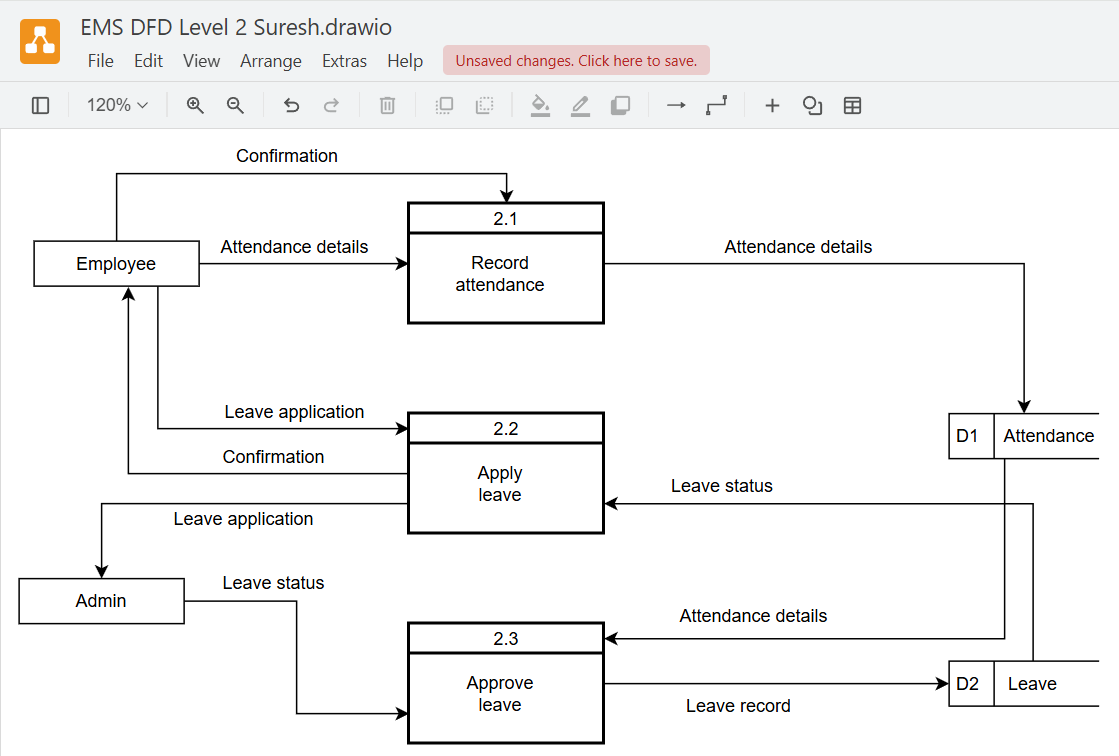 EMS DFD Level 2 Suresh.drawio
File Edit View Arrange Extras Help Unsaved changes. Click here to save.
120%
Confirmation
2.1
Attendance details
Attendance details
Employee
Record
attendance
Leave application
2.2
D1 Attendance
Confirmation
Apply
leave
Leave status
Leave application
Leave status
Admin
Attendance details
2.3
Approve
leave
D2 Leave
Leave record